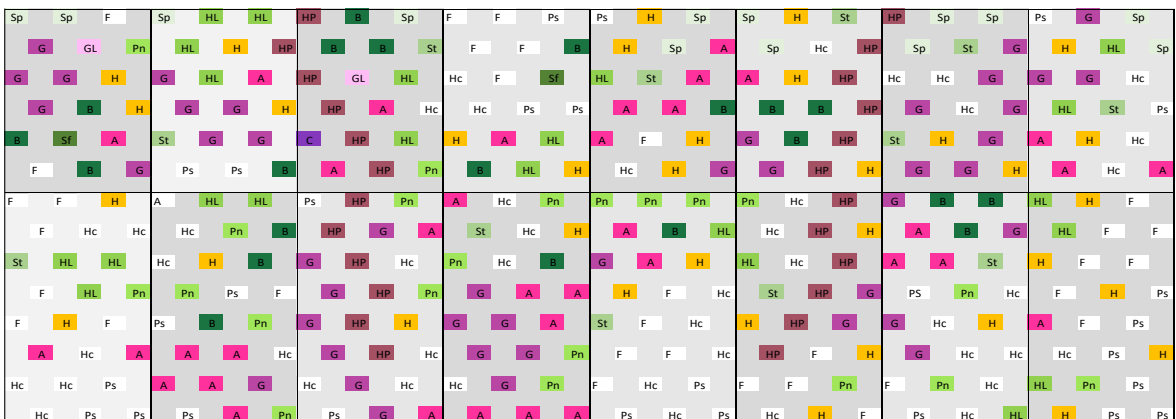 Sp Sp F Sp HL HL HP B Sp F F Ps Ps H Sp Sp H St HP Sp Sp Ps G Sp
G GL Pn HL H HP B B St F F B H Sp A Sp Hc HP Sp St G H HL Sp
G G H G HL A HP GL HL Hc F Sf HL St A A H HP Hc Hc G G G Hc
G B H G G H HP A Hc Hc Ps Ps A A B B B HP G Hc G HL St Ps
B Sf A St G G C HP HL H A HL A F H G B HP St H G A H Hc
F B G Ps Ps B A HP Pn B HL H Hc H G G HP H G G H A Hc A
F F H A HL HL Ps HP Pn A Hc Pn Pn Pn Pn Pn Hc HP G B B HL H F
F Hc Hc Hc Pn B HP G A St Hc H A B HL Hc HP H A B G HL F F
St HL HL Hc H B G HP Hc Pn Hc B G A H HL Hc HP A A St H F F
F HL Pn Pn Ps F G HP Pn G A A H F Hc St HP G PS Pn Hc F H Ps
F H F Ps B Pn G HP H G G A St F Hc H HP G G Hc H A F Ps
A Hc A A A Hc G HP Hc G G Pn F F Hc HP F H G Hc Hc Hc Ps H
Hc Hc Ps A A G Hc G Hc G A Pn F Hc Ps F F Pn F Pn Hc HL Pn Ps
Hc Ps Ps Ps A Pn Ps G A A A A Ps Hc Ps Hc H F Ps Hc HL Hc Ps Ps